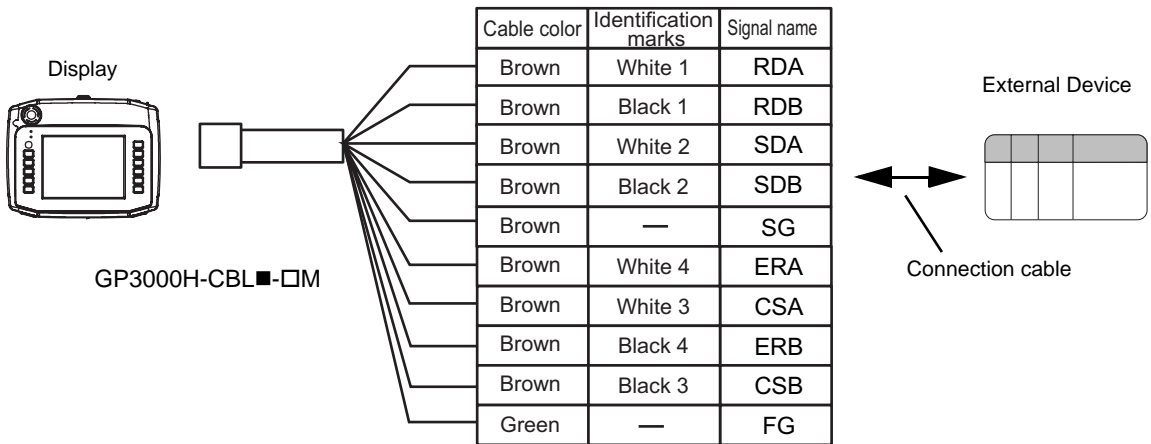 Cable color Identification marks Signal name
Brown White 1 RDA
Brown Black 1 RDB
Brown White 2 SDA
Brown Black 2 SDB
Brown — SG
Brown White 4 ERA
Brown White 3 CSA
Brown Black 4 ERB
Brown Black 3 CSB
Green — FG
Display
GP3000H-CBL■-□M
External Device
Connection cable